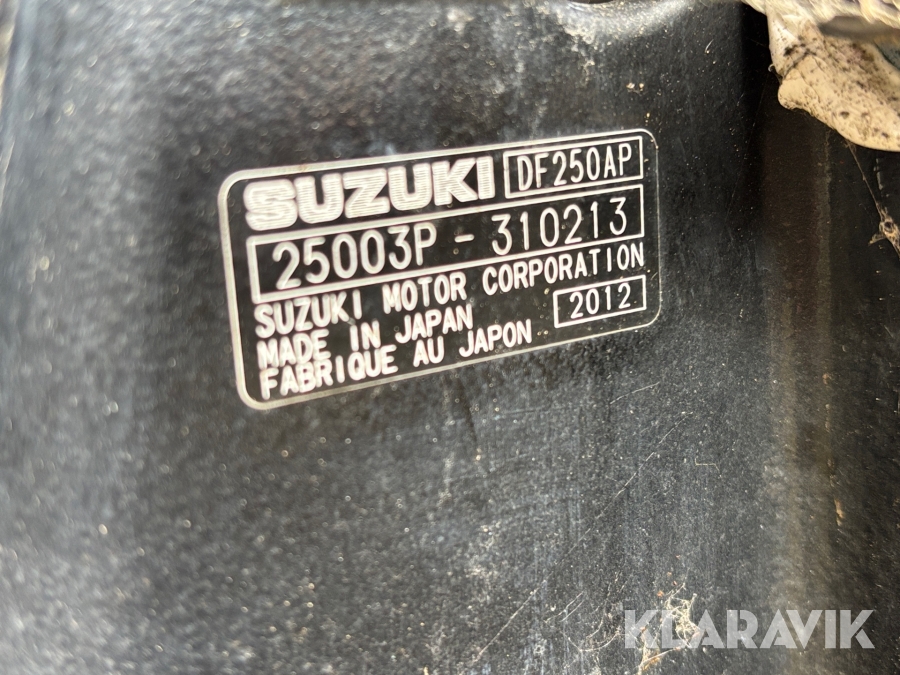 SUZUKI DF250AP
25003P - 310213
SUZUKI MOTOR CORPORATION
MADE IN JAPAN 2012
FABRIQUE AU JAPON
KLARAVIK